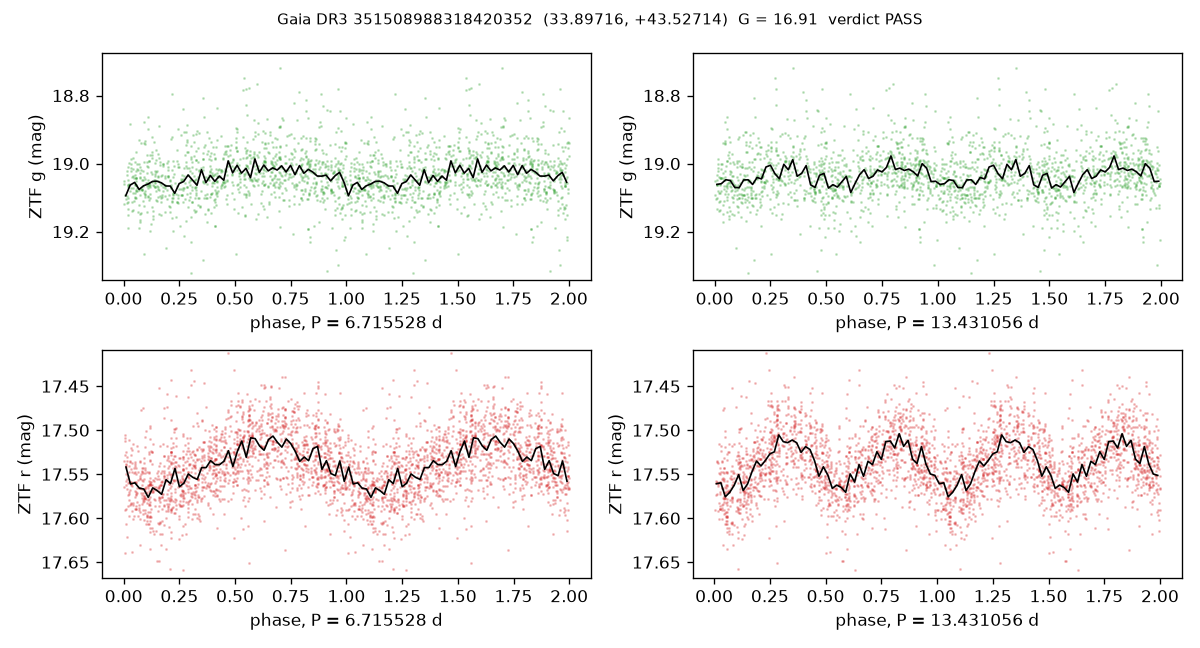 Gaia DR3 351508988318420352 (33.89716, +43.52714) G = 16.91 verdict PASS
ZTF g (mag)
18.8
19.0
19.2
0.00 0.25 0.50 0.75 1.00 1.25 1.50 1.75 2.00
phase, P = 6.715528 d
ZTF g (mag)
18.8
19.0
19.2
0.00 0.25 0.50 0.75 1.00 1.25 1.50 1.75 2.00
phase, P = 13.431056 d
ZTF r (mag)
17.45
17.50
17.55
17.60
17.65
0.00 0.25 0.50 0.75 1.00 1.25 1.50 1.75 2.00
phase, P = 6.715528 d
ZTF r (mag)
17.45
17.50
17.55
17.60
17.65
0.00 0.25 0.50 0.75 1.00 1.25 1.50 1.75 2.00
phase, P = 13.431056 d